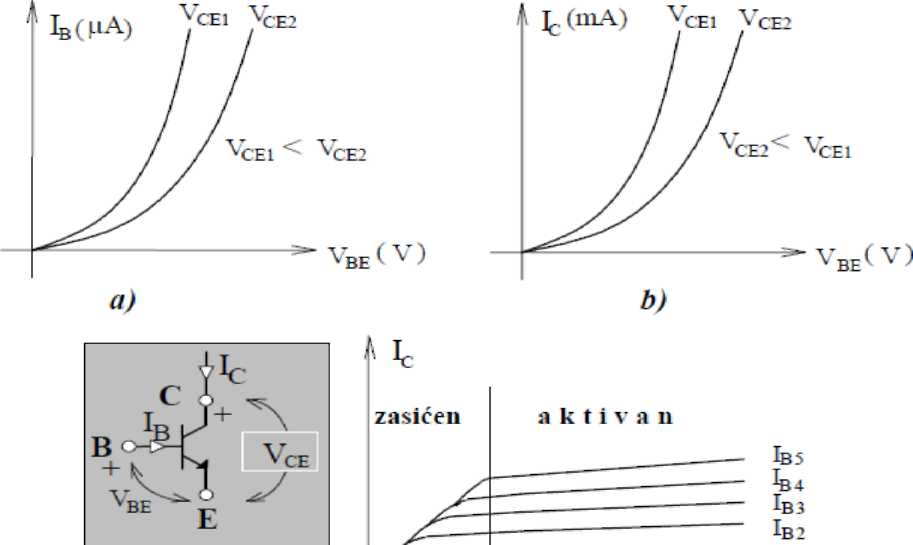 I_B (μA)
V_CE1 V_CE2
V_CE1 < V_CE2
V_BE (V)
a)
I_C (mA)
V_CE1 V_CE2
V_CE2 < V_CE1
V_BE (V)
b)
I_C
C
+
I_B
B
+
V_CE
V_BE
E
I_C
zasićen aktivan
I_B5
I_B4
I_B3
I_B2